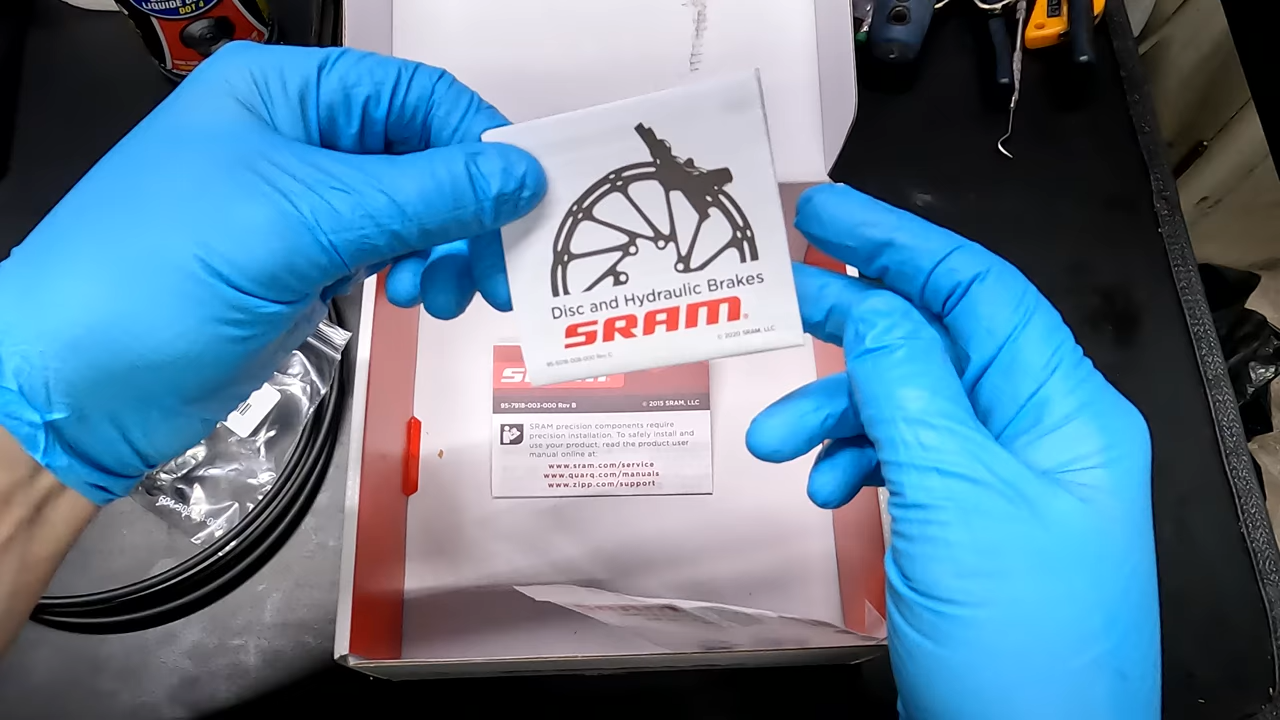 LIQUIDE DE
DOT 4
Disc and Hydraulic Brakes
SRAM®
© 2020 SRAM, LLC
85-7918-003-000 Rev B
© 2015 SRAM, LLC
SRAM precision components require
precision installation. To safely install and
use your product, read the product user
manual online at:
www.sram.com/service
www.quarq.com/manuals
www.zipp.com/support